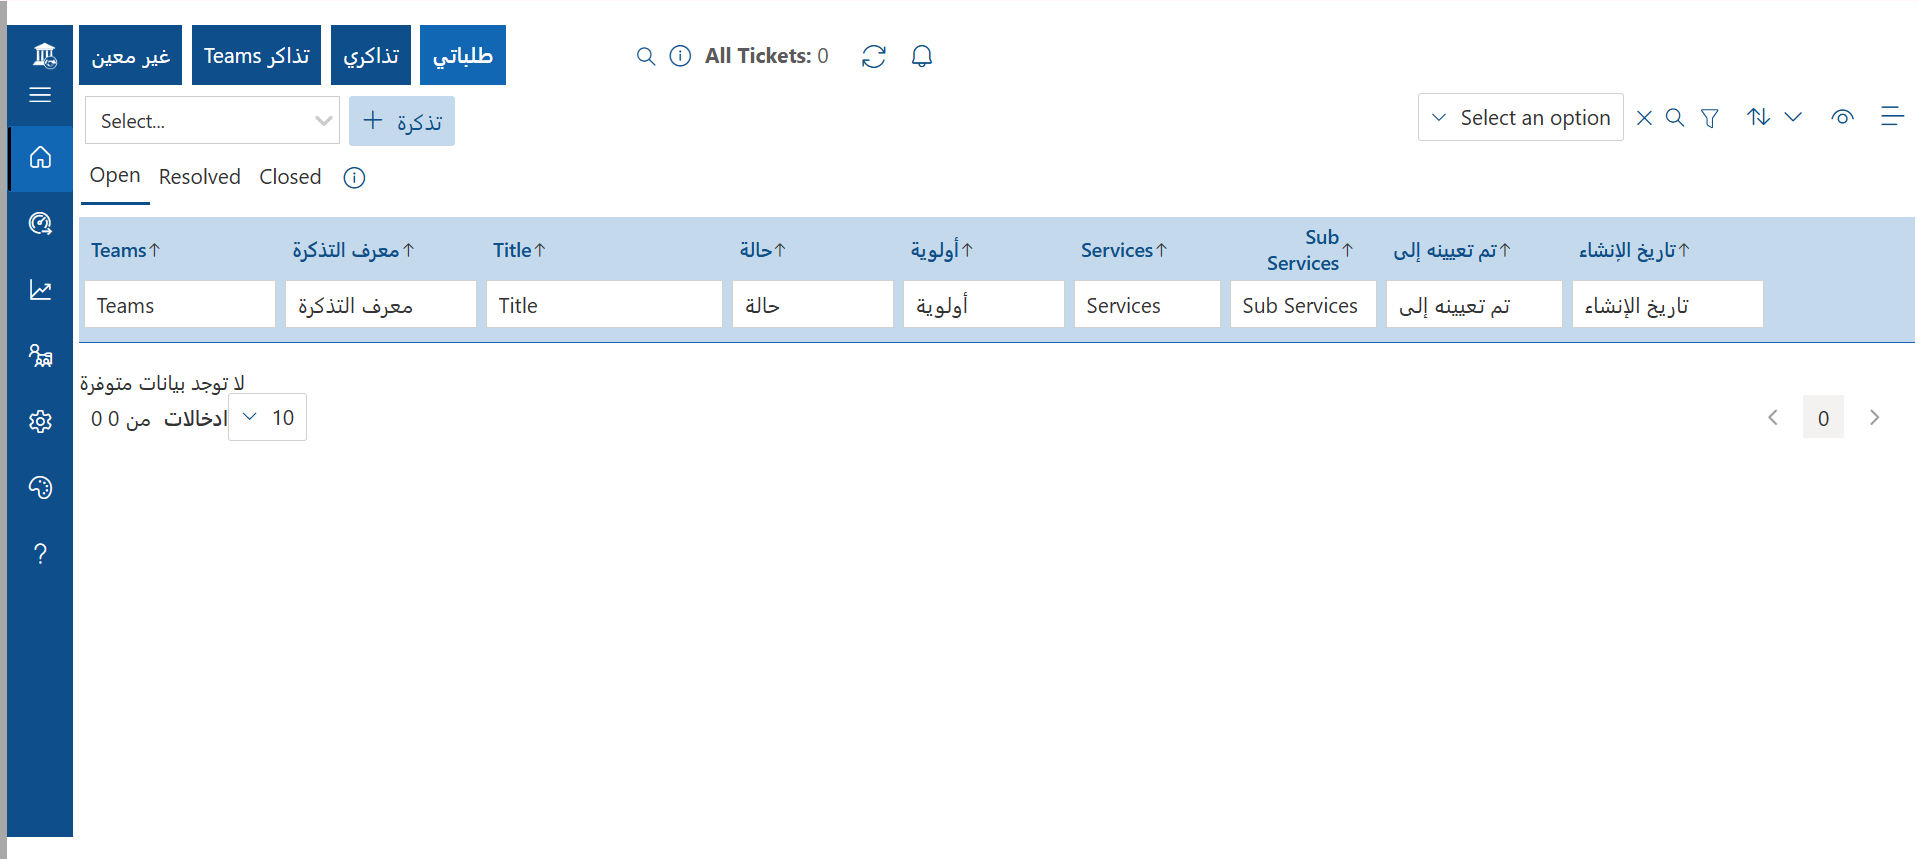 غير معين
تذاكر Teams
تذاكري
طلباتي
All Tickets: 0
Select...
تذكرة
Select an option
Open
Resolved
Closed
Teams
معرف التذكرة
Title
حالة
أولوية
Services
Sub Services
تم تعيينه إلى
تاريخ الإنشاء
Teams
معرف التذكرة
Title
حالة
أولوية
Services
Sub Services
تم تعيينه إلى
تاريخ الإنشاء
لا توجد بيانات متوفرة
0 من 0 ادخالات 10
0